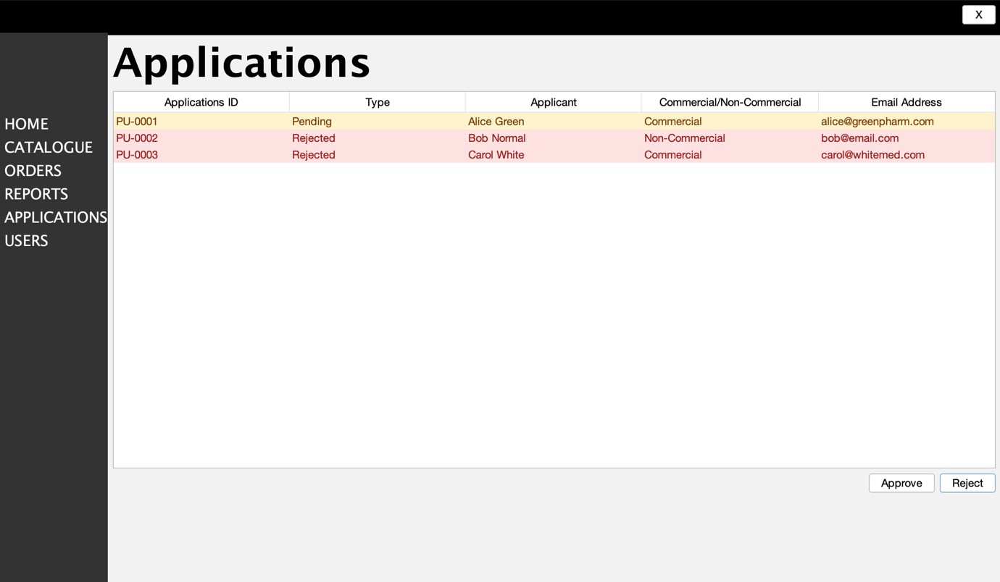 X
Applications
HOME
CATALOGUE
ORDERS
REPORTS
APPLICATIONS
USERS
Applications ID Type Applicant Commercial/Non-Commercial Email Address
PU-0001 Pending Alice Green Commercial alice@greenpharm.com
PU-0002 Rejected Bob Normal Non-Commercial bob@email.com
PU-0003 Rejected Carol White Commercial carol@whitemed.com
Approve Reject